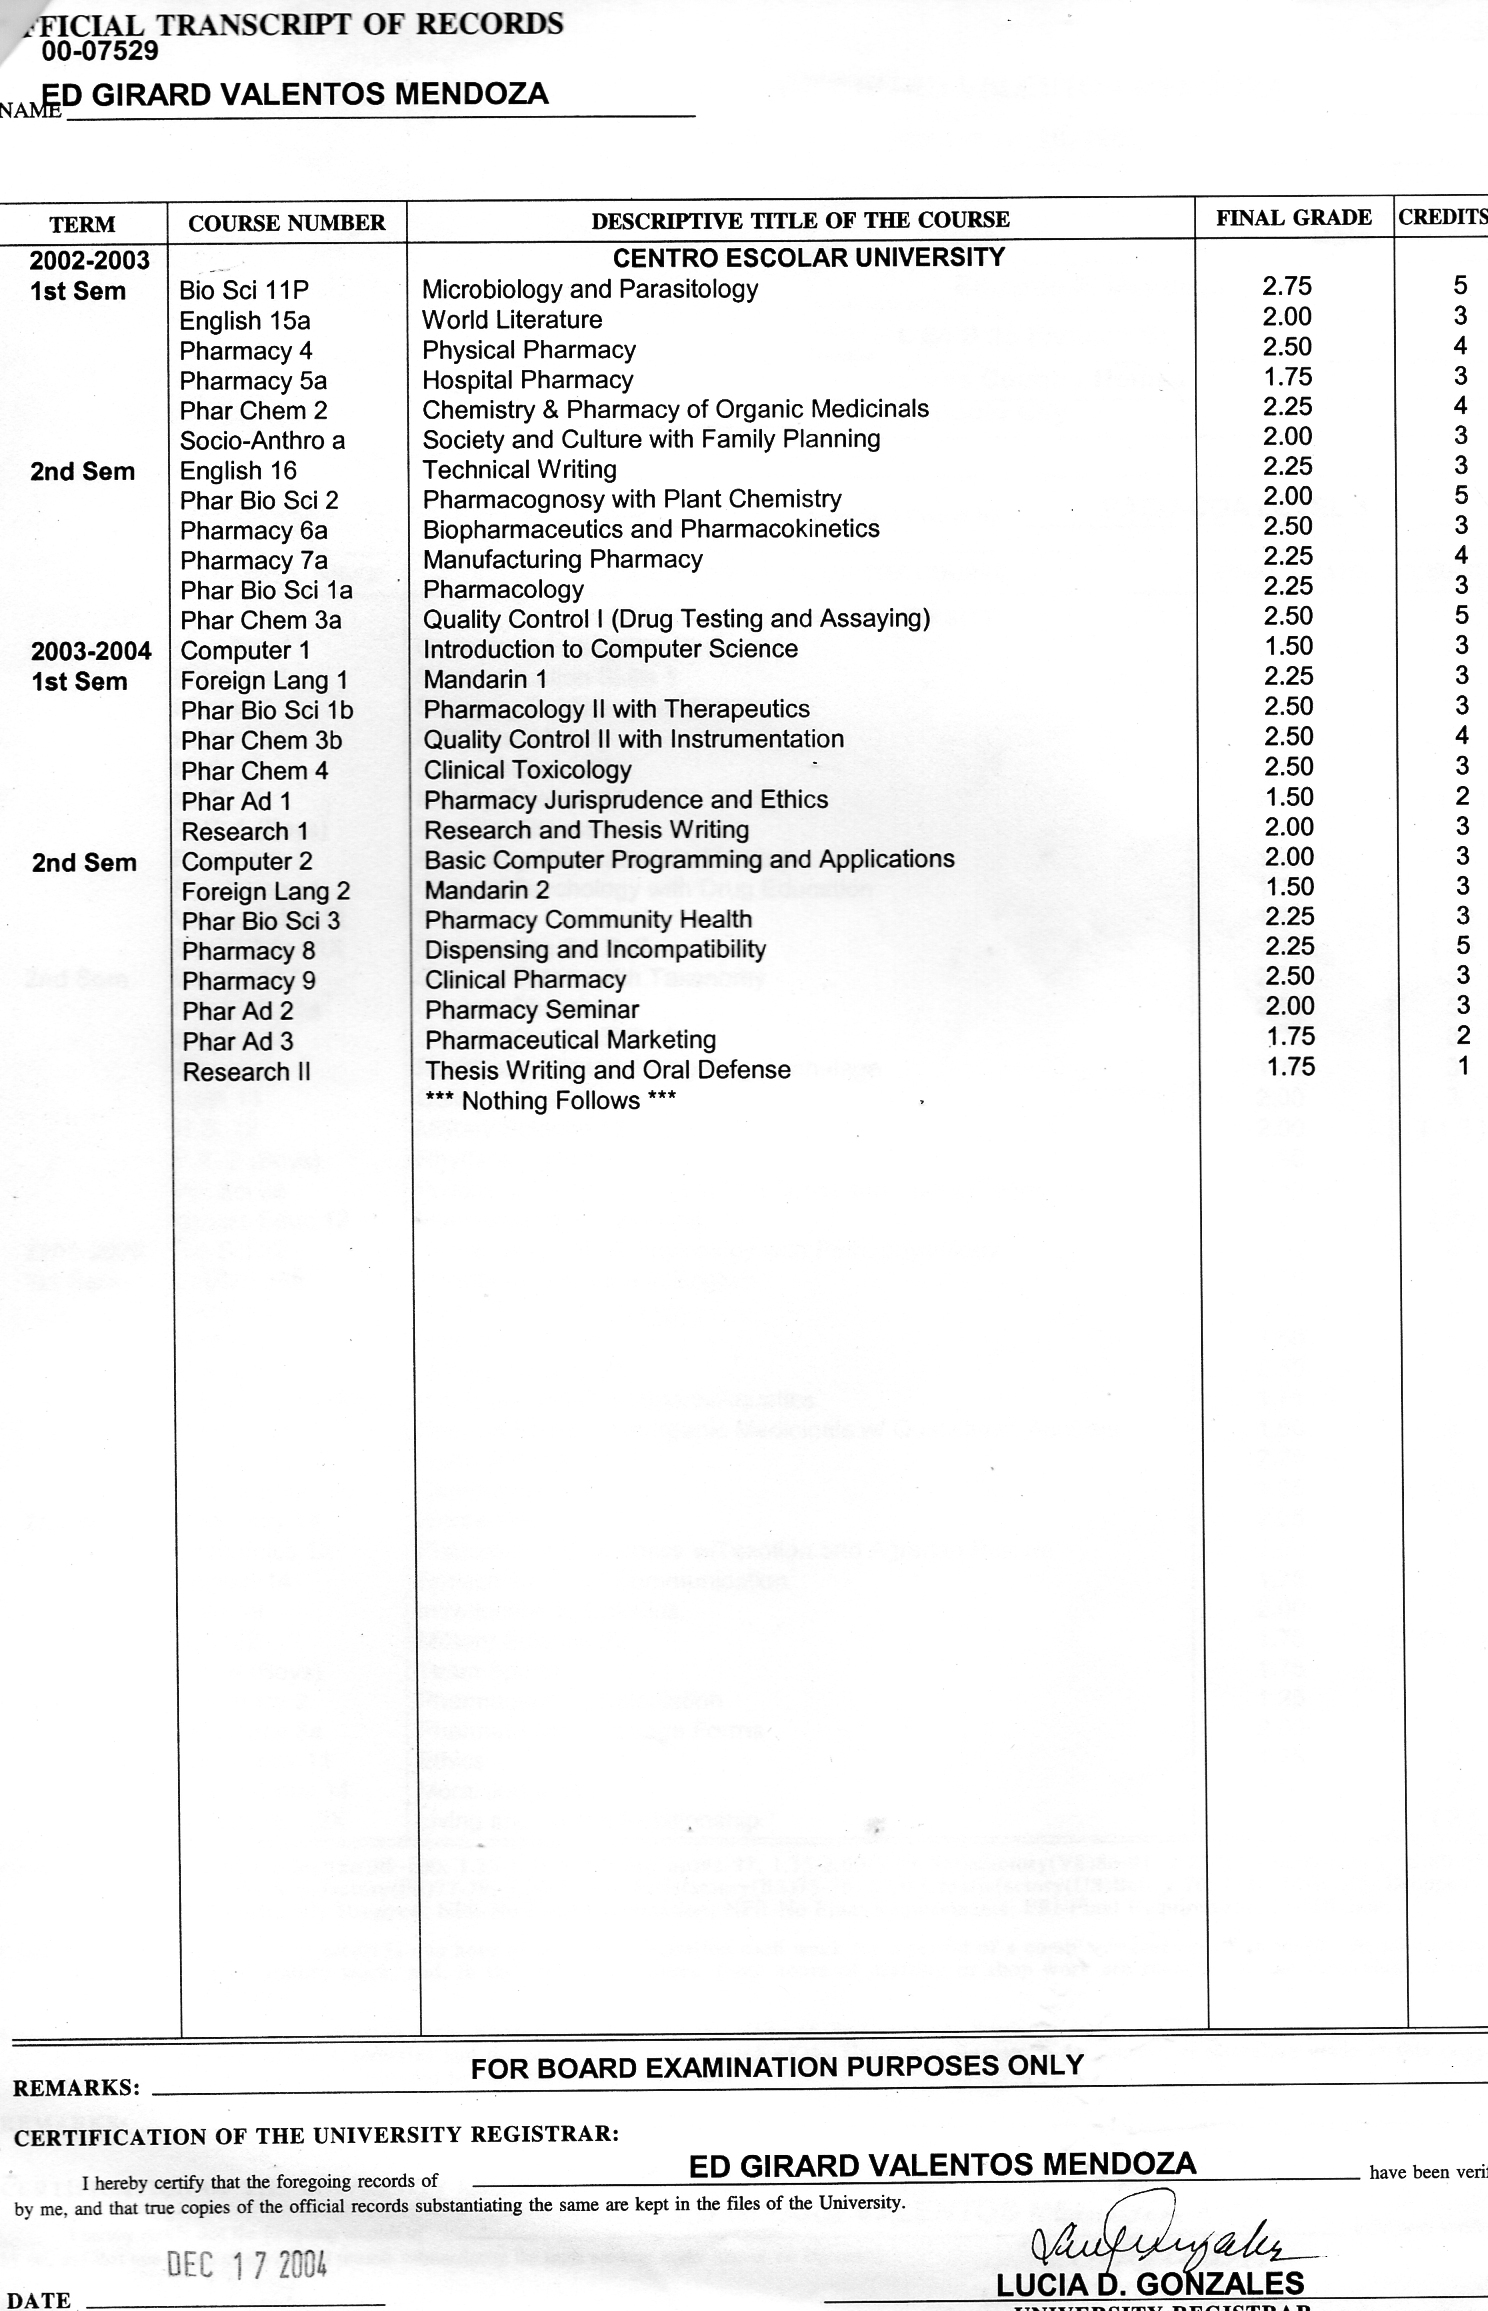 FFICIAL TRANSCRIPT OF RECORDS
00-07529
NAME ED GIRARD VALENTOS MENDOZA
TERM COURSE NUMBER DESCRIPTIVE TITLE OF THE COURSE FINAL GRADE CREDITS
2002-2003 CENTRO ESCOLAR UNIVERSITY
1st Sem Bio Sci 11P Microbiology and Parasitology 2.75 5
English 15a World Literature 2.00 3
Pharmacy 4 Physical Pharmacy 2.50 4
Pharmacy 5a Hospital Pharmacy 1.75 3
Phar Chem 2 Chemistry & Pharmacy of Organic Medicinals 2.25 4
Socio-Anthro a Society and Culture with Family Planning 2.00 3
2nd Sem English 16 Technical Writing 2.25 3
Phar Bio Sci 2 Pharmacognosy with Plant Chemistry 2.00 5
Pharmacy 6a Biopharmaceutics and Pharmacokinetics 2.50 3
Pharmacy 7a Manufacturing Pharmacy 2.25 4
Phar Bio Sci 1a Pharmacology 2.25 3
Phar Chem 3a Quality Control I (Drug Testing and Assaying) 2.50 5
2003-2004 Computer 1 Introduction to Computer Science 1.50 3
1st Sem Foreign Lang 1 Mandarin 1 2.25 3
Phar Bio Sci 1b Pharmacology II with Therapeutics 2.50 3
Phar Chem 3b Quality Control II with Instrumentation 2.50 4
Phar Chem 4 Clinical Toxicology 2.50 3
Phar Ad 1 Pharmacy Jurisprudence and Ethics 1.50 2
Research 1 Research and Thesis Writing 2.00 3
2nd Sem Computer 2 Basic Computer Programming and Applications 2.00 3
Foreign Lang 2 Mandarin 2 1.50 3
Phar Bio Sci 3 Pharmacy Community Health 2.25 3
Pharmacy 8 Dispensing and Incompatibility 2.25 5
Pharmacy 9 Clinical Pharmacy 2.50 3
Phar Ad 2 Pharmacy Seminar 2.00 3
Phar Ad 3 Pharmaceutical Marketing 1.75 2
Research II Thesis Writing and Oral Defense 1.75 1
*** Nothing Follows ***
REMARKS: FOR BOARD EXAMINATION PURPOSES ONLY
CERTIFICATION OF THE UNIVERSITY REGISTRAR:
I hereby certify that the foregoing records of ED GIRARD VALENTOS MENDOZA have been verifi
by me, and that true copies of the official records substantiating the same are kept in the files of the University.
DEC 17 2004
LUCIA D. GONZALES
DATE
UNIVERSITY REGISTRAR